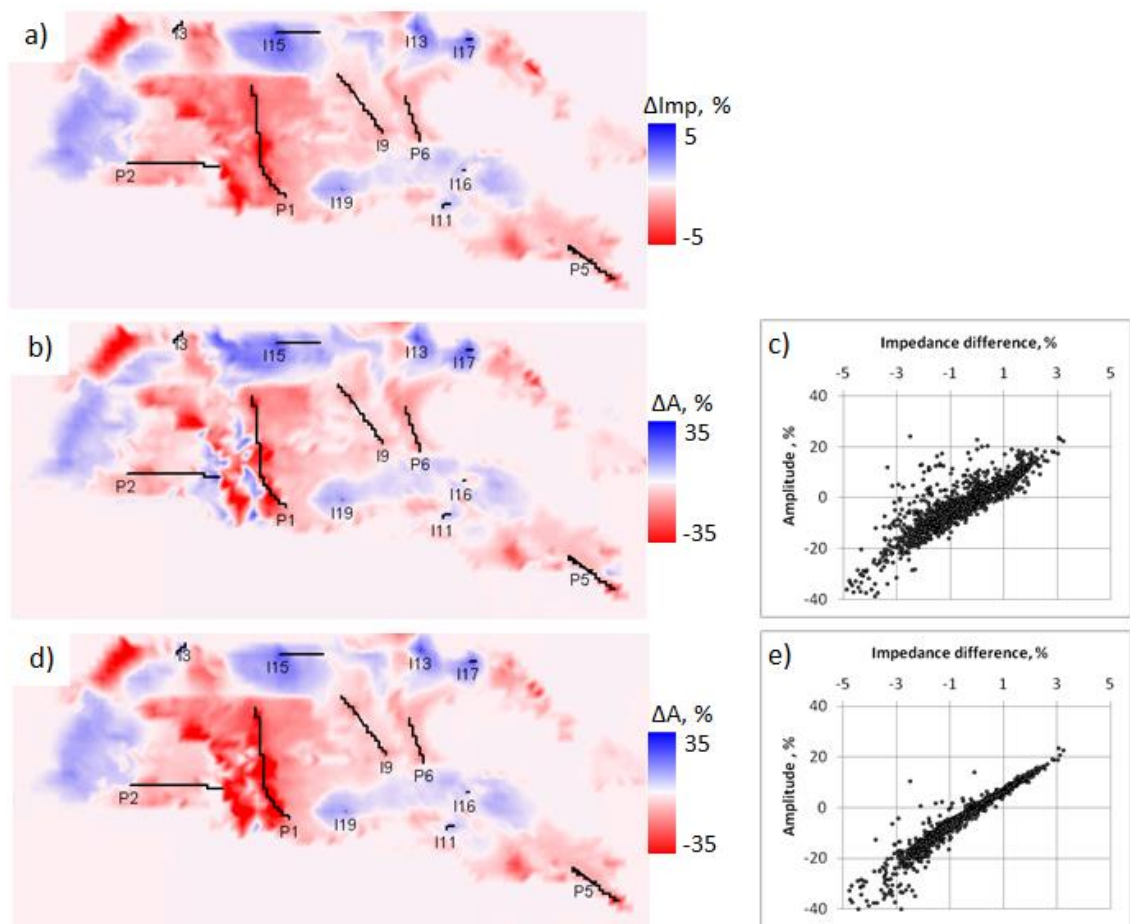 a)
I3
I15
I13
I17
ΔImp, %
5
-5
I9
P6
P2
I16
I19
P1
I11
P5
b)
I3
I15
I13
I17
ΔA, %
35
-35
I9
P6
P2
I16
I19
P1
I11
P5
c)
Impedance difference, %
-5 -3 -1 1 3 5
Amplitude , %
40
20
0
-20
-40
d)
I3
I15
I13
I17
ΔA, %
35
-35
I9
P6
P2
I16
I19
P1
I11
P5
e)
Impedance difference, %
-5 -3 -1 1 3 5
Amplitude, %
40
20
0
-20
-40